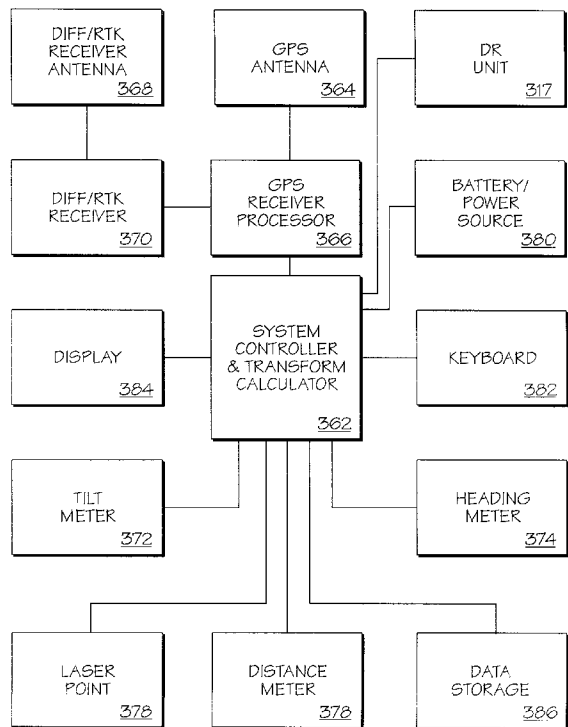 DIFF/RTK
RECEIVER
ANTENNA
368
GPS
ANTENNA
364
DR
UNIT
317
DIFF/RTK
RECEIVER
370
GPS
RECEIVER
PROCESSOR
366
BATTERY/
POWER
SOURCE
380
DISPLAY
384
SYSTEM
CONTROLLER
& TRANSFORM
CALCULATOR
362
KEYBOARD
382
TILT
METER
372
HEADING
METER
374
LASER
POINT
378
DISTANCE
METER
378
DATA
STORAGE
386